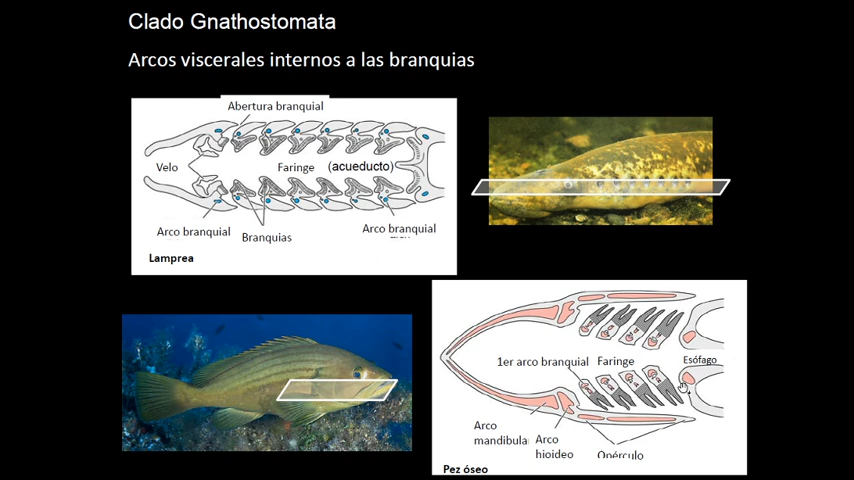 Clado Gnathostomata
Arcos viscerales internos a las branquias
Abertura branquial
Velo
Faringe (acueducto)
Arco branquial
Branquias
Arco branquial
Lamprea
1er arco branquial
Faringe
Esófago
Arco
mandibular
Arco
hioideo
Opérculo
Pez óseo